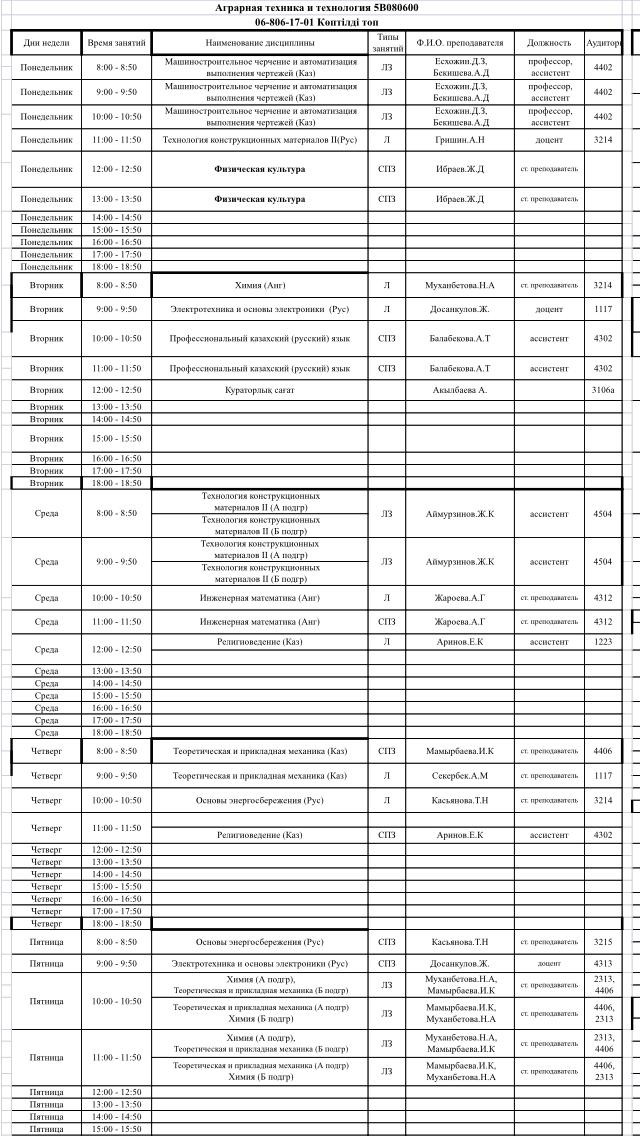 Аграрная техника и технология 5В080600
06-806-17-01 Көптілді топ
Дни недели Время занятий Наименование дисциплины Типы занятий Ф.И.О. преподавателя Должность Аудитор
Понедельник 8:00 - 8:50 Машиностроительное черчение и автоматизация выполнения чертежей (Каз) ЛЗ Есхожин.Д.З, Бекишева.А.Д профессор, ассистент 4402
Понедельник 9:00 - 9:50 Машиностроительное черчение и автоматизация выполнения чертежей (Каз) ЛЗ Есхожин.Д.З, Бекишева.А.Д профессор, ассистент 4402
Понедельник 10:00 - 10:50 Машиностроительное черчение и автоматизация выполнения чертежей (Каз) ЛЗ Есхожин.Д.З, Бекишева.А.Д профессор, ассистент 4402
Понедельник 11:00 - 11:50 Технология конструкционных материалов II(Рус) Л Гришин.А.Н доцент 3214
Понедельник 12:00 - 12:50 Физическая культура СПЗ Ибраев.Ж.Д ст. преподаватель
Понедельник 13:00 - 13:50 Физическая культура СПЗ Ибраев.Ж.Д ст. преподаватель
Понедельник 14:00 - 14:50
Понедельник 15:00 - 15:50
Понедельник 16:00 - 16:50
Понедельник 17:00 - 17:50
Понедельник 18:00 - 18:50
Вторник 8:00 - 8:50 Химия (Анг) Л Муханбетова.Н.А ст. преподаватель 3214
Вторник 9:00 - 9:50 Электротехника и основы электроники (Рус) Л Досанкулов.Ж. доцент 1117
Вторник 10:00 - 10:50 Профессиональный казахский (русский) язык СПЗ Балабекова.А.Т ассистент 4302
Вторник 11:00 - 11:50 Профессиональный казахский (русский) язык СПЗ Балабекова.А.Т ассистент 4302
Вторник 12:00 - 12:50 Кураторлық сағат Акылбаева А. 3106а
Вторник 13:00 - 13:50
Вторник 14:00 - 14:50
Вторник 15:00 - 15:50
Вторник 16:00 - 16:50
Вторник 17:00 - 17:50
Вторник 18:00 - 18:50
Среда 8:00 - 8:50 Технология конструкционных материалов II (А подгр) Технология конструкционных материалов II (Б подгр) ЛЗ Аймурзинов.Ж.К ассистент 4504
Среда 9:00 - 9:50 Технология конструкционных материалов II (А подгр) Технология конструкционных материалов II (Б подгр) ЛЗ Аймурзинов.Ж.К ассистент 4504
Среда 10:00 - 10:50 Инженерная математика (Анг) Л Жароева.А.Г ст. преподаватель 4312
Среда 11:00 - 11:50 Инженерная математика (Анг) СПЗ Жароева.А.Г ст. преподаватель 4312
Среда 12:00 - 12:50 Религиоведение (Каз) Л Аринов.Е.К ассистент 1223
Среда 13:00 - 13:50
Среда 14:00 - 14:50
Среда 15:00 - 15:50
Среда 16:00 - 16:50
Среда 17:00 - 17:50
Среда 18:00 - 18:50
Четверг 8:00 - 8:50 Теоретическая и прикладная механика (Каз) СПЗ Мамырбаева.И.К ст. преподаватель 4406
Четверг 9:00 - 9:50 Теоретическая и прикладная механика (Каз) Л Секербек.А.М ст. преподаватель 1117
Четверг 10:00 - 10:50 Основы энергосбережения (Рус) Л Касьянова.Т.Н ст. преподаватель 3214
Четверг 11:00 - 11:50 Религиоведение (Каз) СПЗ Аринов.Е.К ассистент 4302
Четверг 12:00 - 12:50
Четверг 13:00 - 13:50
Четверг 14:00 - 14:50
Четверг 15:00 - 15:50
Четверг 16:00 - 16:50
Четверг 17:00 - 17:50
Четверг 18:00 - 18:50
Пятница 8:00 - 8:50 Основы энергосбережения (Рус) СПЗ Касьянова.Т.Н ст. преподаватель 3215
Пятница 9:00 - 9:50 Электротехника и основы электроники (Рус) СПЗ Досанкулов.Ж. доцент 4313
Пятница 10:00 - 10:50 Химия (А подгр), Теоретическая и прикладная механика (Б подгр) ЛЗ Муханбетова.Н.А, Мамырбаева.И.К ст. преподаватель 2313, 4406
Теоретическая и прикладная механика (А подгр) Химия (Б подгр) ЛЗ Мамырбаева.И.К, Муханбетова.Н.А ст. преподаватель 4406, 2313
Пятница 11:00 - 11:50 Химия (А подгр), Теоретическая и прикладная механика (Б подгр) ЛЗ Муханбетова.Н.А, Мамырбаева.И.К ст. преподаватель 2313, 4406
Теоретическая и прикладная механика (А подгр) Химия (Б подгр) ЛЗ Мамырбаева.И.К, Муханбетова.Н.А ст. преподаватель 4406, 2313
Пятница 12:00 - 12:50
Пятница 13:00 - 13:50
Пятница 14:00 - 14:50
Пятница 15:00 - 15:50